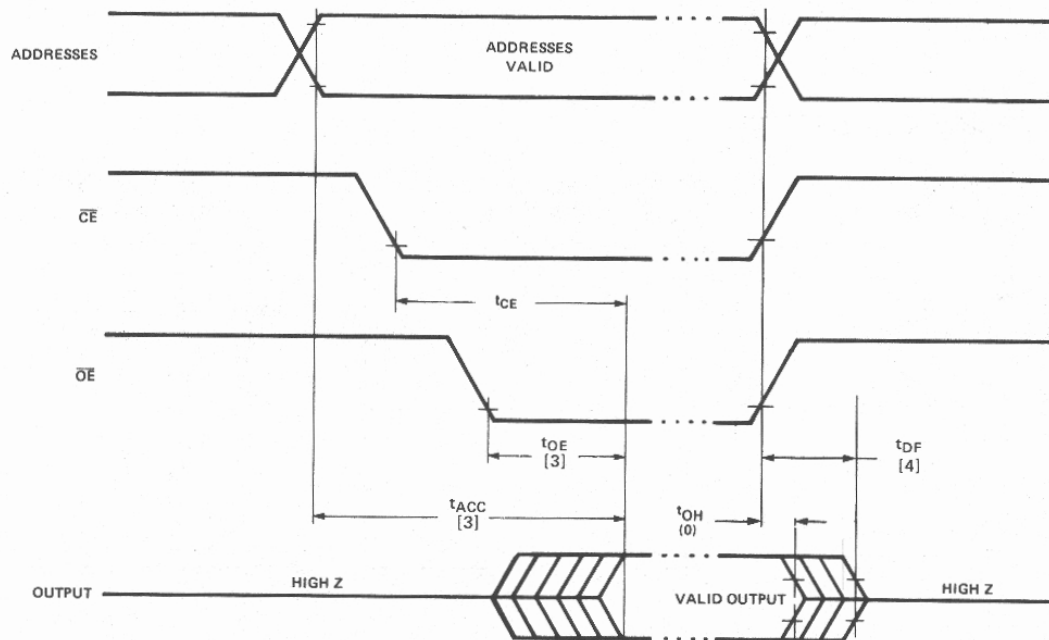 ADDRESSES
ADDRESSES
VALID
CE
tCE
OE
tOE
[3]
tDF
[4]
tACC
[3]
tOH
(0)
OUTPUT
HIGH Z
VALID OUTPUT
HIGH Z